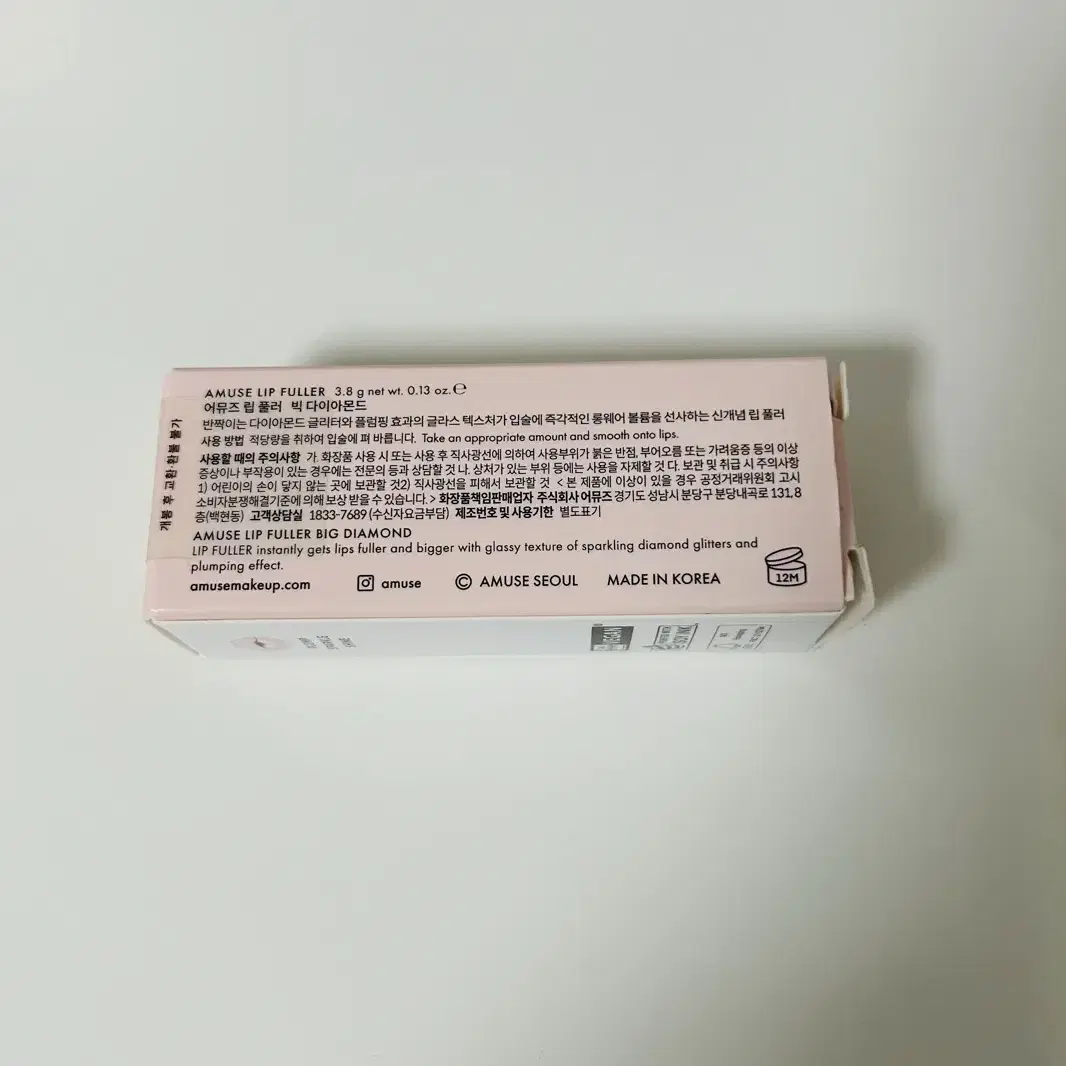 AMUSE LIP FULLER 3.8 g net wt. 0.13 oz. ℮
어뮤즈 립 풀러 빅 다이아몬드
반짝이는 다이아몬드 글리터와 플럼핑 효과의 글라스 텍스처가 입술에 즉각적인 롱웨어 볼륨을 선사하는 신개념 립 풀러
사용 방법 적당량을 취하여 입술에 펴 바릅니다. Take an appropriate amount and smooth onto lips.
사용할 때의 주의사항 가. 화장품 사용 시 또는 사용 후 직사광선에 의하여 사용부위가 붉은 반점, 부어오름 또는 가려움증 등의 이상
증상이나 부작용이 있는 경우에는 전문의 등과 상담할 것 나. 상처가 있는 부위 등에는 사용을 자제할 것 다. 보관 및 취급 시 주의사항
1) 어린이의 손이 닿지 않는 곳에 보관할 것2) 직사광선을 피해서 보관할 것 < 본 제품에 이상이 있을 경우 공정거래위원회 고시
소비자분쟁해결기준에 의해 보상 받을 수 있습니다. > 화장품책임판매업자 주식회사 어뮤즈 경기도 성남시 분당구 분당내곡로 131, 8
층(백현동) 고객상담실 1833-7689 (수신자요금부담) 제조번호 및 사용기한 별도표기
AMUSE LIP FULLER BIG DIAMOND
LIP FULLER instantly gets lips fuller and bigger with glassy texture of sparkling diamond glitters and
plumping effect.
amusemakeup.com amuse © AMUSE SEOUL MADE IN KOREA
12M
개봉 후 교환·환불 불가
VEGAN
SOY INK